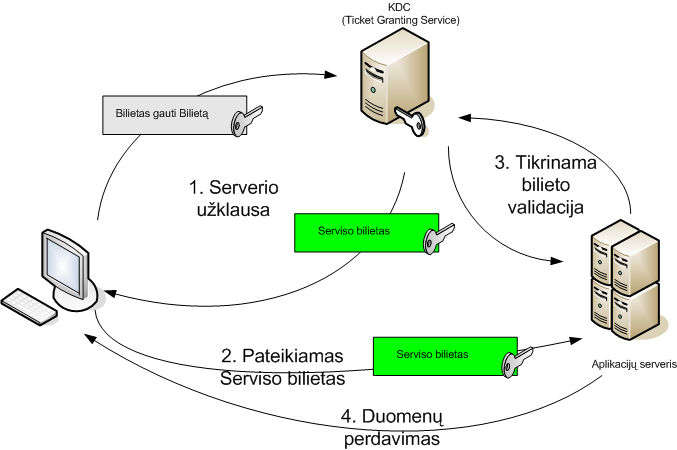 KDC
(Ticket Granting Service)
Bilietas gauti Bilietą
1. Serverio
užklausa
3. Tikrinama
bilieto
validacija
Serviso bilietas
2. Pateikiamas
Serviso bilietas
Serviso bilietas
Aplikacijų serveris
4. Duomenų
perdavimas